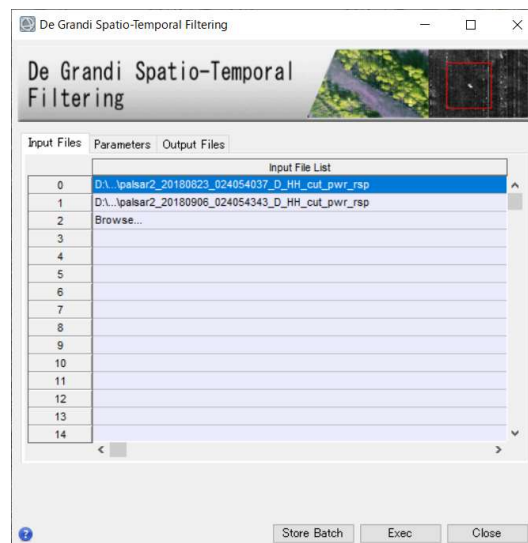 De Grandi Spatio-Temporal Filtering
De Grandi Spatio-Temporal
Filtering
Input Files Parameters Output Files
Input File List
0 D:\...\palsar2_20180823_024054037_D_HH_cut_pwr_rsp
1 D:\...\palsar2_20180906_024054343_D_HH_cut_pwr_rsp
2 Browse...
3
4
5
6
7
8
9
10
11
12
13
14
? Store Batch Exec Close